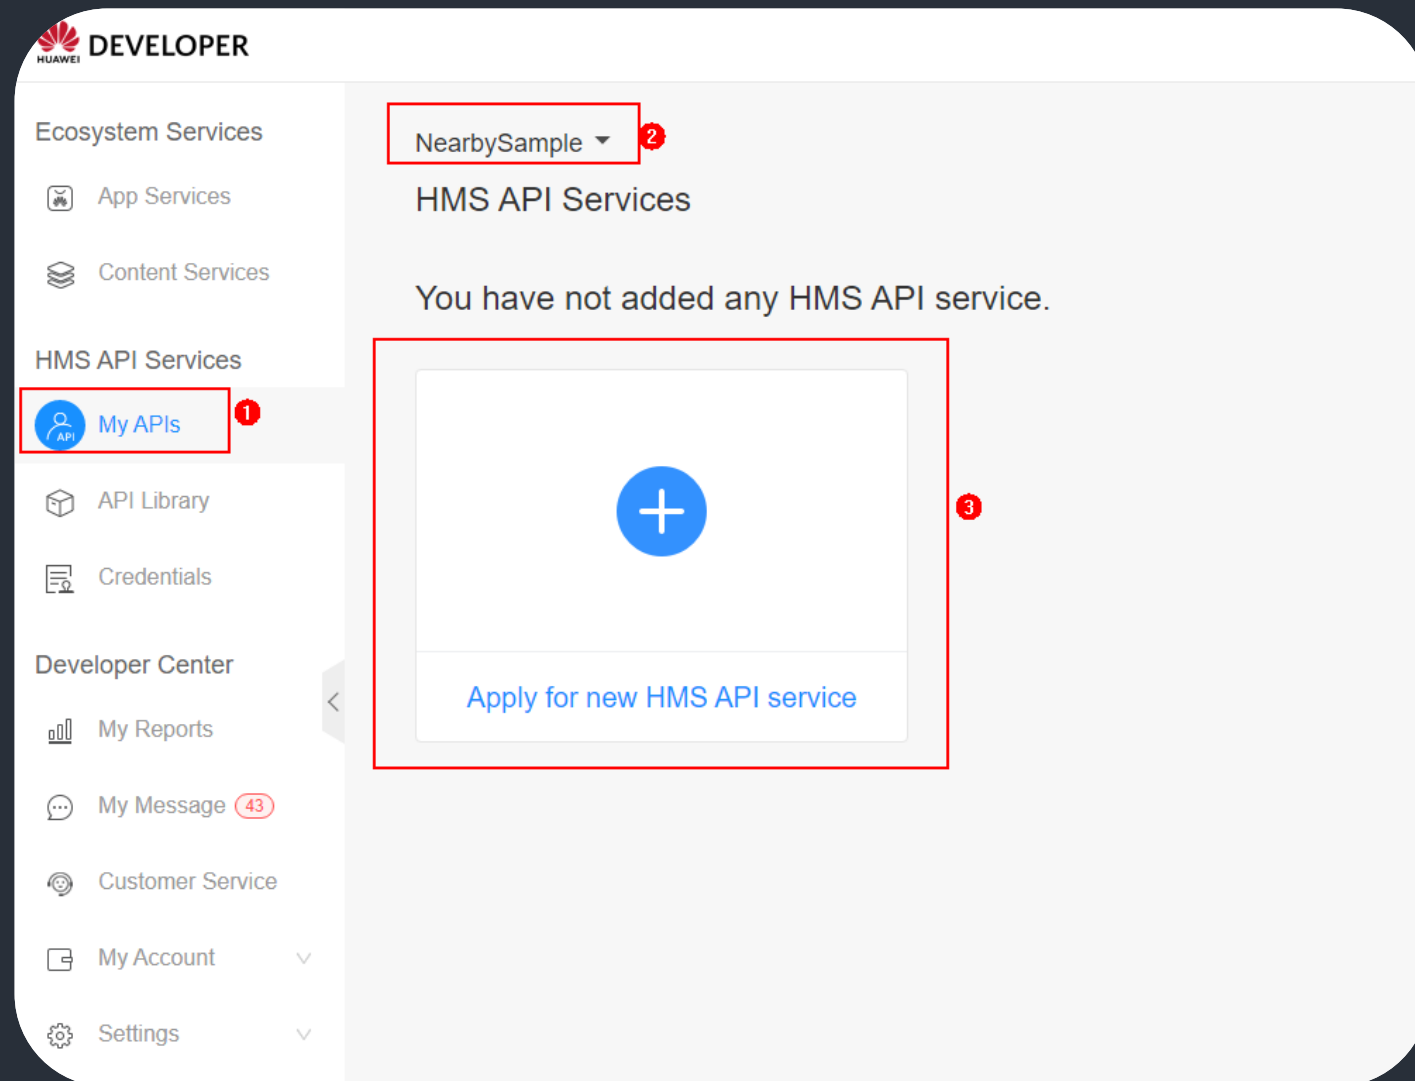 HUAWEI DEVELOPER
Ecosystem Services
App Services
Content Services
HMS API Services
API My APIs 1
API Library
Credentials
Developer Center
My Reports
My Message 43
Customer Service
My Account
Settings
NearbySample 2
HMS API Services
You have not added any HMS API service.
3
Apply for new HMS API service